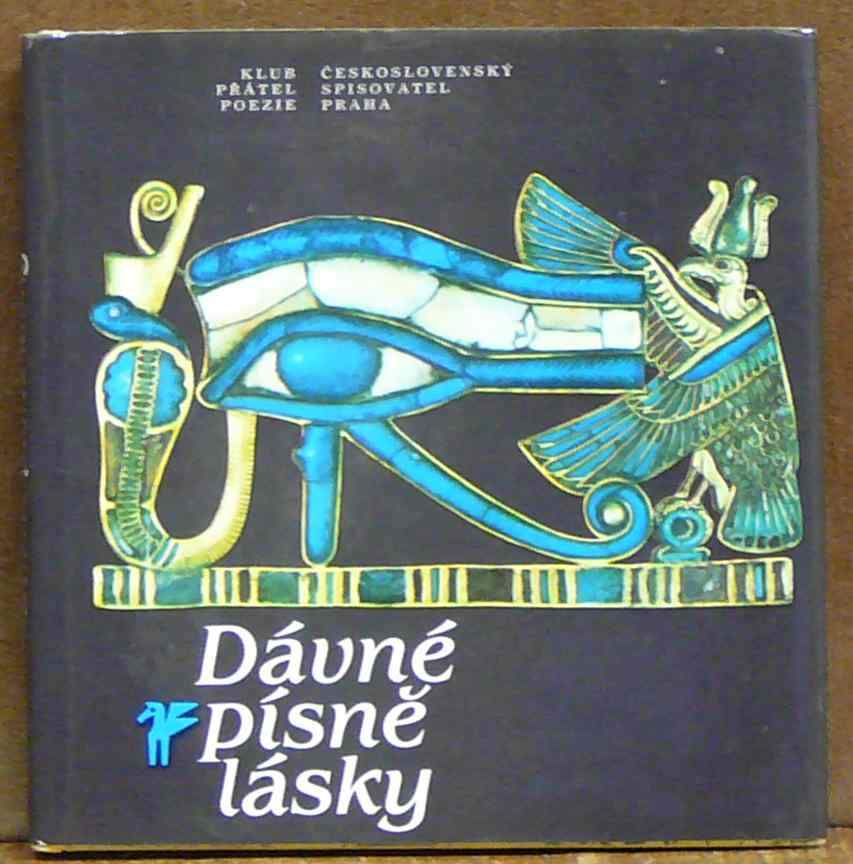 KLUB ČESKOSLOVENSKÝ
PŘÁTEL SPISOVATEL
POEZIE PRAHA
Dávné
písně
lásky